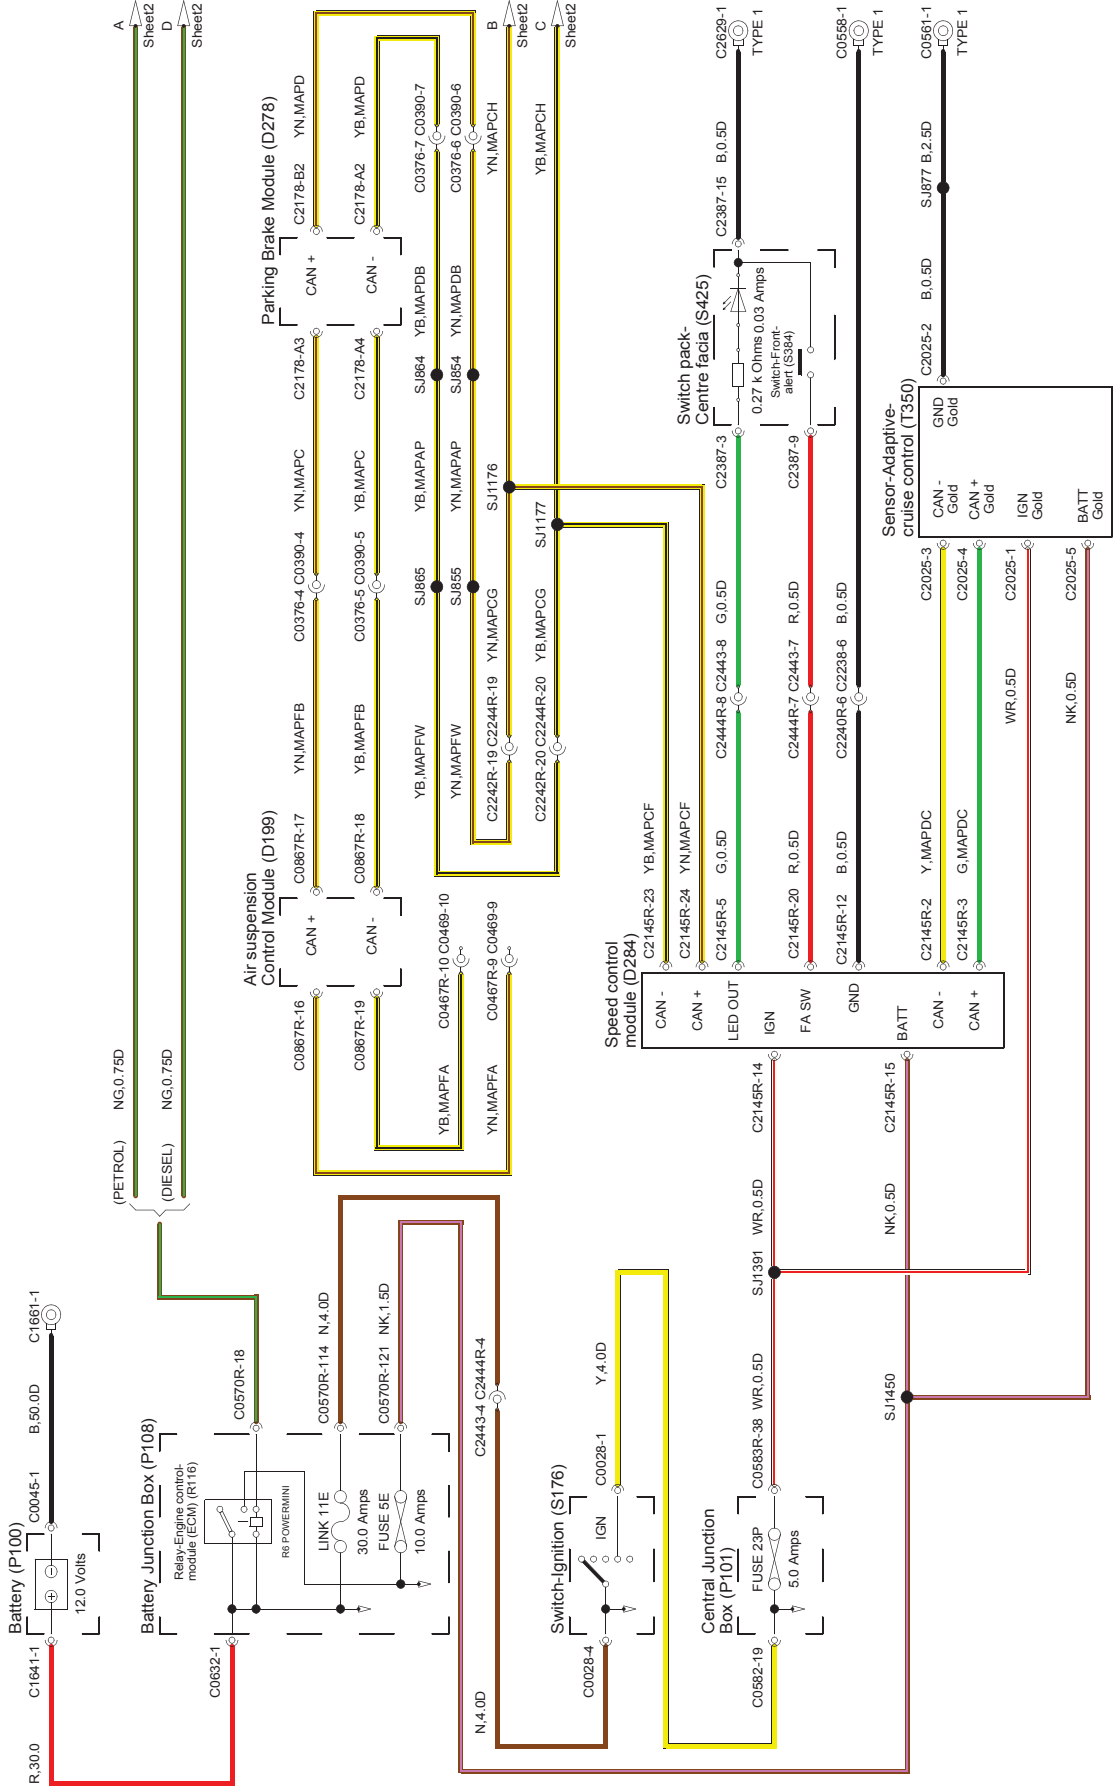 Battery (P100)
12.0 Volts
C1641-1
R,30.0
C0045-1
B,50.0D
C1661-1
Battery Junction Box (P108)
Relay-Engine control-
module (ECM) (R116)
R6 POWERMINI
LINK 11E
30.0 Amps
FUSE 5E
10.0 Amps
C0632-1
C0570R-18
C0570R-114
N,4.0D
C0570R-121
NK,1.5D
(PETROL)
NG,0.75D
A
Sheet2
(DIESEL)
NG,0.75D
D
Sheet2
C2443-4
C2444R-4
N,4.0D
Switch-Ignition (S176)
IGN
C0028-4
C0028-1
Y,4.0D
Central Junction
Box (P101)
FUSE 23P
5.0 Amps
C0582-19
C0583R-38
WR,0.5D
SJ1391
WR,0.5D
C2145R-14
SJ1450
NK,0.5D
C2145R-15
Air suspension
Control Module (D199)
CAN +
CAN -
C0867R-16
C0867R-19
C0867R-17
YN,MAPFB
C0867R-18
YB,MAPFB
YB,MAPFA
C0467R-10
C0469-10
YN,MAPFA
C0467R-9
C0469-9
C0376-4
C0390-4
YN,MAPC
C2178-A3
C0376-5
C0390-5
YB,MAPC
C2178-A4
Parking Brake Module (D278)
CAN +
CAN -
C2178-B2
YN,MAPD
C2178-A2
YB,MAPD
YB,MAPFW
SJ865
YB,MAPAP
SJ864
YB,MAPDB
C0376-7
C0390-7
YN,MAPFW
SJ855
YN,MAPAP
SJ854
YN,MAPDB
C0376-6
C0390-6
C2242R-19
C2244R-19
YN,MAPCG
SJ1176
YN,MAPCH
B
Sheet2
C2242R-20
C2244R-20
YB,MAPCG
SJ1177
YB,MAPCH
C
Sheet2
Speed control
module (D284)
CAN -
CAN +
LED OUT
IGN
FA SW
GND
BATT
CAN -
CAN +
C2145R-23
YB,MAPCF
C2145R-24
YN,MAPCF
C2145R-5
G,0.5D
C2444R-8
C2443-8
G,0.5D
C2387-3
C2145R-20
R,0.5D
C2444R-7
C2443-7
R,0.5D
C2387-9
C2145R-12
B,0.5D
C2240R-6
C2238-6
B,0.5D
C0558-1
TYPE 1
Switch pack-
Centre facia (S425)
0.27 k Ohms 0.03 Amps
Switch-Front-
alert (S384)
C2387-15
B,0.5D
C2629-1
TYPE 1
C2145R-2
Y,MAPDC
C2025-3
C2145R-3
G,MAPDC
C2025-4
WR,0.5D
C2025-1
NK,0.5D
C2025-5
Sensor-Adaptive-
cruise control (T350)
CAN -
Gold
CAN +
Gold
IGN
Gold
BATT
Gold
GND
Gold
C2025-2
B,0.5D
SJ877
B,2.5D
C0561-1
TYPE 1